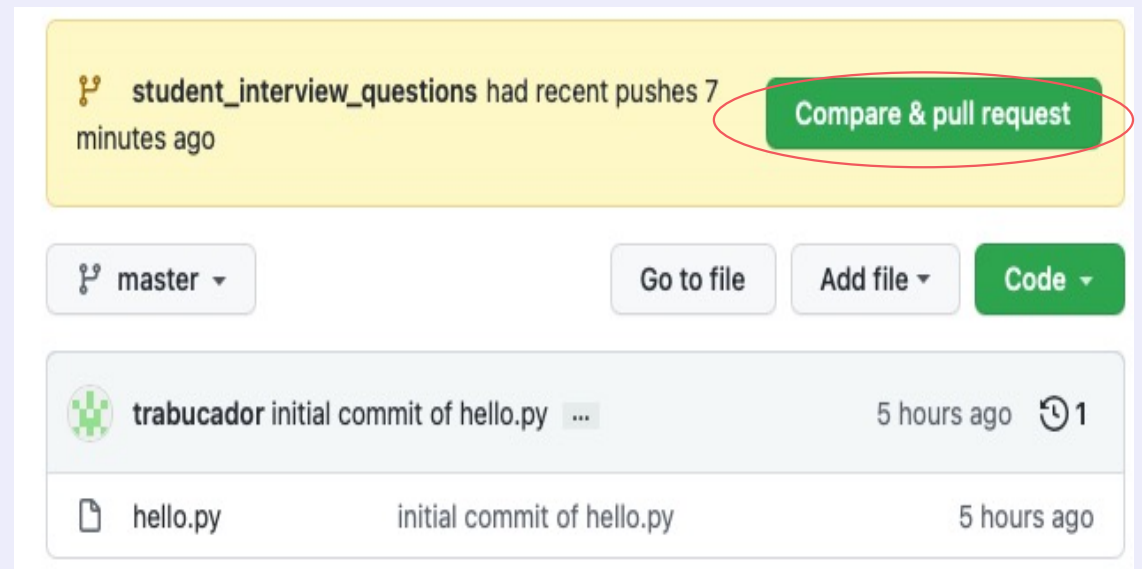 student_interview_questions had recent pushes 7
minutes ago
Compare & pull request
master
Go to file
Add file
Code
trabucador initial commit of hello.py ...
5 hours ago
1
hello.py
initial commit of hello.py
5 hours ago